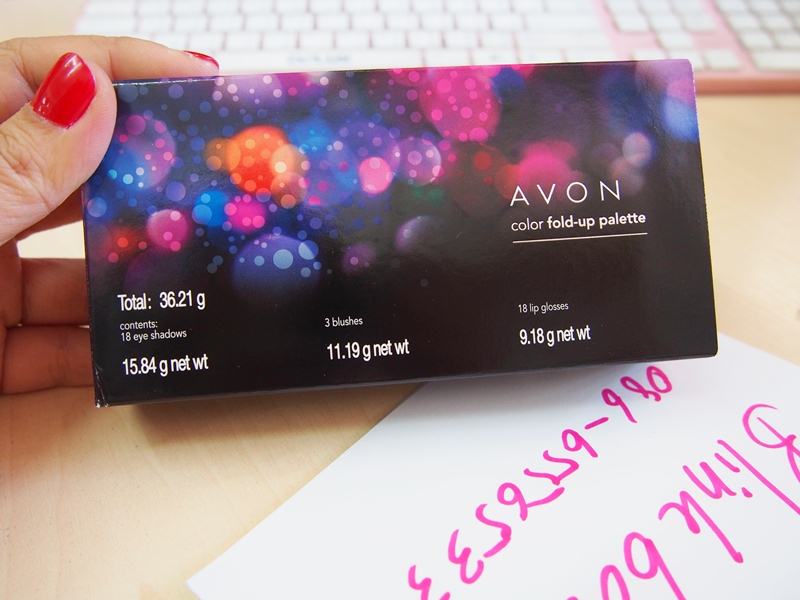 AVON
color fold-up palette
Total: 36.21 g
contents:
18 eye shadows
15.84 g net wt
3 blushes
11.19 g net wt
18 lip glosses
9.18 g net wt
Blink